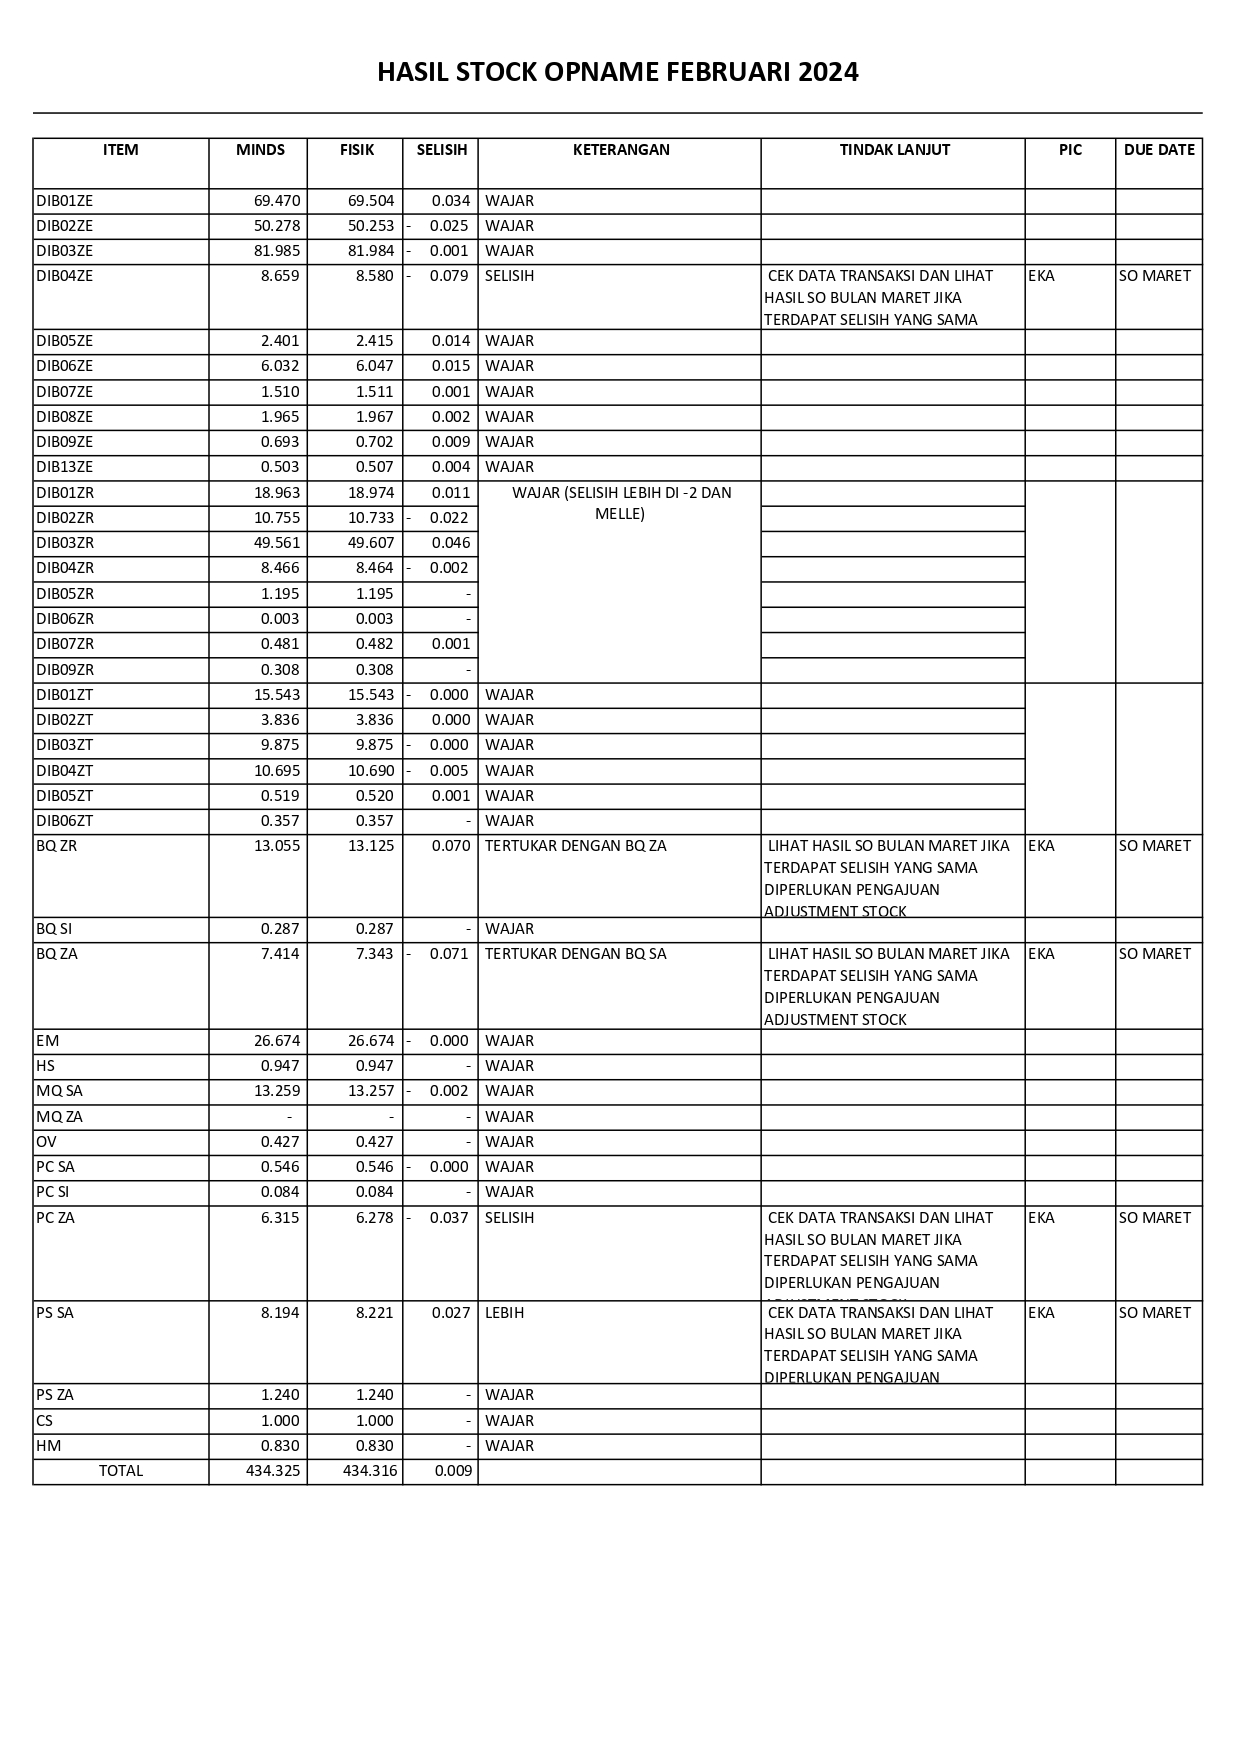 HASIL STOCK OPNAME FEBRUARI 2024
ITEM MINDS FISIK SELISIH KETERANGAN TINDAK LANJUT PIC DUE DATE
DIB01ZE 69.470 69.504 0.034 WAJAR
DIB02ZE 50.278 50.253 - 0.025 WAJAR
DIB03ZE 81.985 81.984 - 0.001 WAJAR
DIB04ZE 8.659 8.580 - 0.079 SELISIH CEK DATA TRANSAKSI DAN LIHAT EKA SO MARET
HASIL SO BULAN MARET JIKA
TERDAPAT SELISIH YANG SAMA
DIB05ZE 2.401 2.415 0.014 WAJAR
DIB06ZE 6.032 6.047 0.015 WAJAR
DIB07ZE 1.510 1.511 0.001 WAJAR
DIB08ZE 1.965 1.967 0.002 WAJAR
DIB09ZE 0.693 0.702 0.009 WAJAR
DIB13ZE 0.503 0.507 0.004 WAJAR
DIB01ZR 18.963 18.974 0.011 WAJAR (SELISIH LEBIH DI -2 DAN
MELLE)
DIB02ZR 10.755 10.733 - 0.022
DIB03ZR 49.561 49.607 0.046
DIB04ZR 8.466 8.464 - 0.002
DIB05ZR 1.195 1.195 -
DIB06ZR 0.003 0.003 -
DIB07ZR 0.481 0.482 0.001
DIB09ZR 0.308 0.308 -
DIB01ZT 15.543 15.543 - 0.000 WAJAR
DIB02ZT 3.836 3.836 0.000 WAJAR
DIB03ZT 9.875 9.875 - 0.000 WAJAR
DIB04ZT 10.695 10.690 - 0.005 WAJAR
DIB05ZT 0.519 0.520 0.001 WAJAR
DIB06ZT 0.357 0.357 - WAJAR
BQ ZR 13.055 13.125 0.070 TERTUKAR DENGAN BQ ZA LIHAT HASIL SO BULAN MARET JIKA EKA SO MARET
TERDAPAT SELISIH YANG SAMA
DIPERLUKAN PENGAJUAN
ADJUSTMENT STOCK
BQ SI 0.287 0.287 - WAJAR
BQ ZA 7.414 7.343 - 0.071 TERTUKAR DENGAN BQ SA LIHAT HASIL SO BULAN MARET JIKA EKA SO MARET
TERDAPAT SELISIH YANG SAMA
DIPERLUKAN PENGAJUAN
ADJUSTMENT STOCK
EM 26.674 26.674 - 0.000 WAJAR
HS 0.947 0.947 - WAJAR
MQ SA 13.259 13.257 - 0.002 WAJAR
MQ ZA - - - WAJAR
OV 0.427 0.427 - WAJAR
PC SA 0.546 0.546 - 0.000 WAJAR
PC SI 0.084 0.084 - WAJAR
PC ZA 6.315 6.278 - 0.037 SELISIH CEK DATA TRANSAKSI DAN LIHAT EKA SO MARET
HASIL SO BULAN MARET JIKA
TERDAPAT SELISIH YANG SAMA
DIPERLUKAN PENGAJUAN
PS SA 8.194 8.221 0.027 LEBIH CEK DATA TRANSAKSI DAN LIHAT EKA SO MARET
HASIL SO BULAN MARET JIKA
TERDAPAT SELISIH YANG SAMA
DIPERLUKAN PENGAJUAN
PS ZA 1.240 1.240 - WAJAR
CS 1.000 1.000 - WAJAR
HM 0.830 0.830 - WAJAR
TOTAL 434.325 434.316 0.009